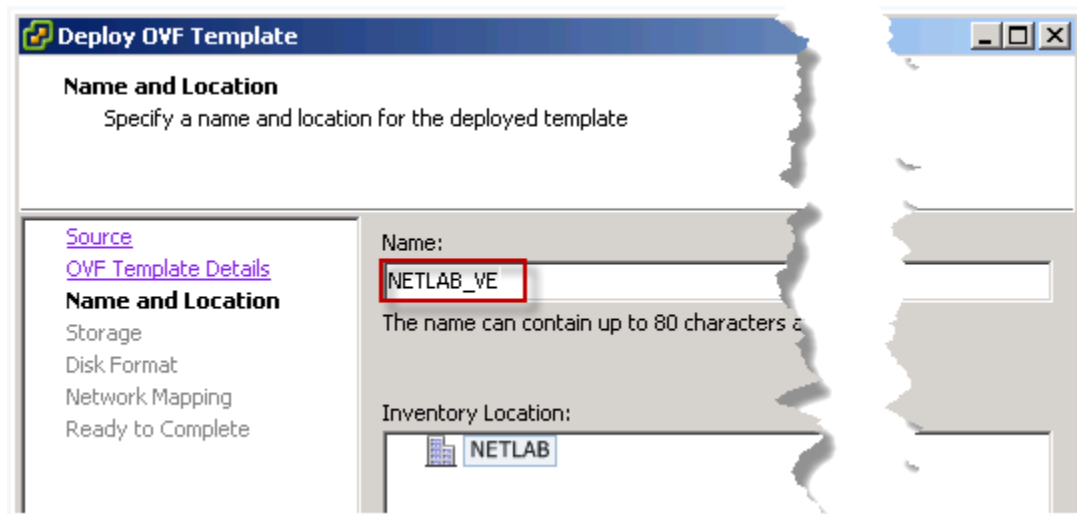 Deploy OVF Template
Name and Location
Specify a name and location for the deployed template
Source
OVF Template Details
Name and Location
Storage
Disk Format
Network Mapping
Ready to Complete
Name:
NETLAB_VE
The name can contain up to 80 characters
Inventory Location:
NETLAB